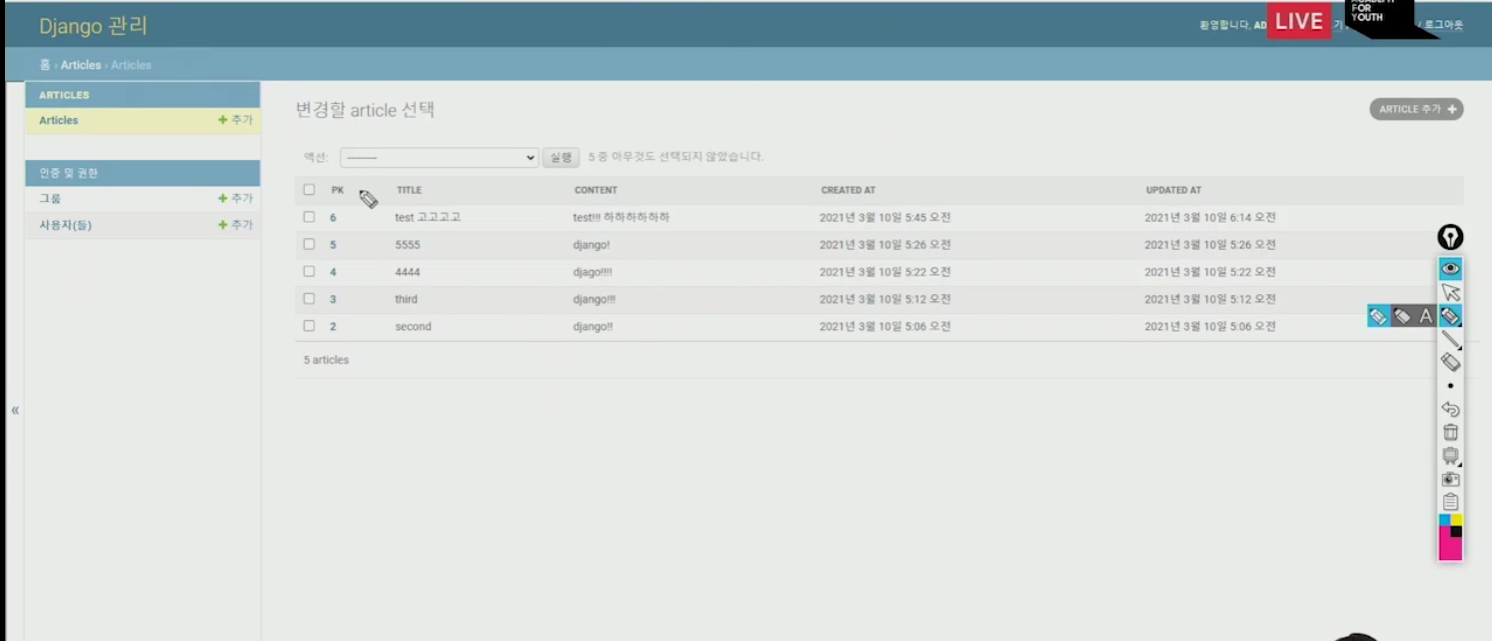 Django 관리
환영합니다, AD
LIVE
FOR
YOUTH
/ 로그아웃
홈 › Articles › Articles
ARTICLES
Articles + 추가
인증 및 권한
그룹 + 추가
사용자(들) + 추가
«
변경할 article 선택
ARTICLE 추가 +
액션: --------- 실행 5 중 아무것도 선택되지 않았습니다.
PK TITLE CONTENT CREATED AT UPDATED AT
6 test 고고고고 test!!! 하하하하하하 2021년 3월 10일 5:45 오전 2021년 3월 10일 6:14 오전
5 5555 django! 2021년 3월 10일 5:26 오전 2021년 3월 10일 5:26 오전
4 4444 djago!!!! 2021년 3월 10일 5:22 오전 2021년 3월 10일 5:22 오전
3 third django!!! 2021년 3월 10일 5:12 오전 2021년 3월 10일 5:12 오전
2 second django!! 2021년 3월 10일 5:06 오전 2021년 3월 10일 5:06 오전
5 articles
A